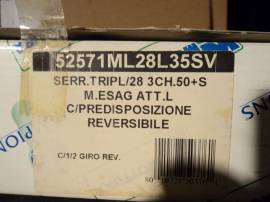 52571ML28L35SV
SERR.TRIPL/28 3CH.50+S
M.ESAG ATT.L
C/PREDISPOSIZIONE
REVERSIBILE
C/1/2 GIRO REV.